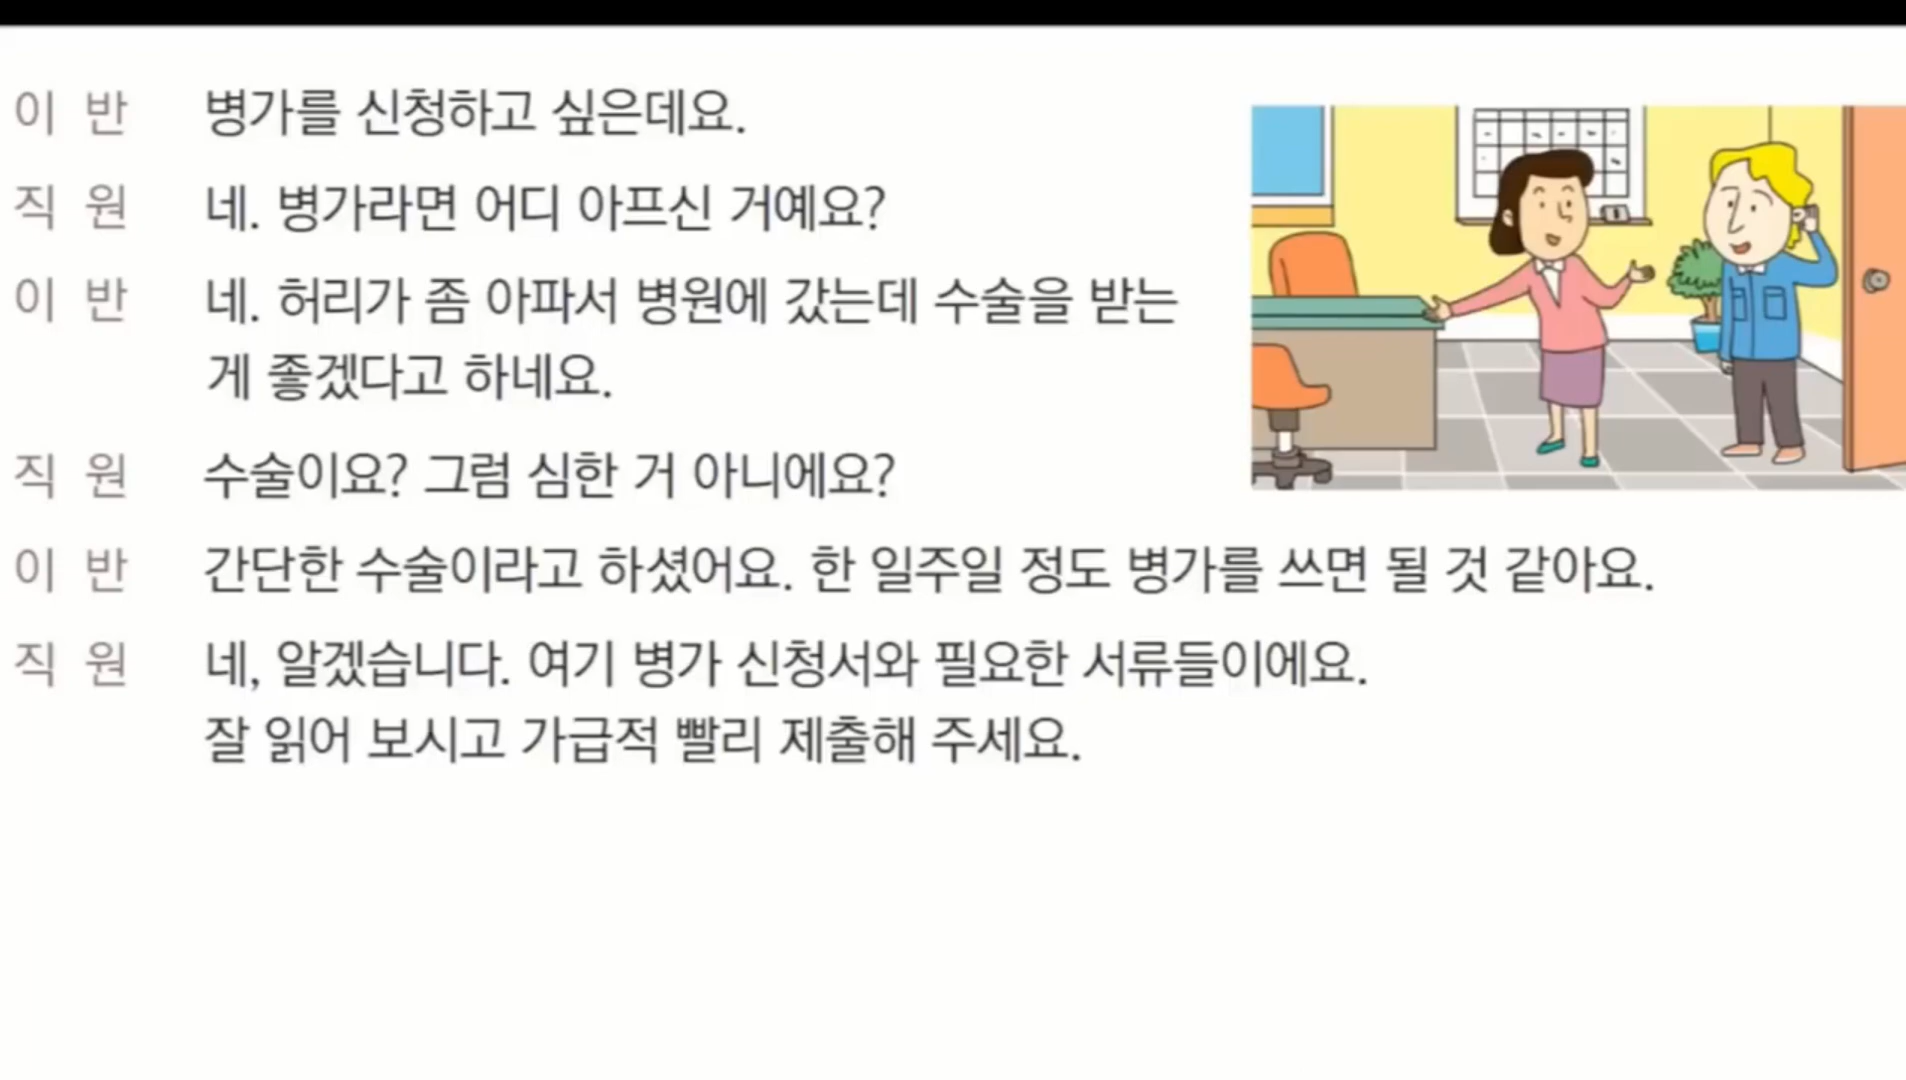 이 반 병가를 신청하고 싶은데요.
직 원 네. 병가라면 어디 아프신 거예요?
이 반 네. 허리가 좀 아파서 병원에 갔는데 수술을 받는
게 좋겠다고 하네요.
직 원 수술이요? 그럼 심한 거 아니에요?
이 반 간단한 수술이라고 하셨어요. 한 일주일 정도 병가를 쓰면 될 것 같아요.
직 원 네, 알겠습니다. 여기 병가 신청서와 필요한 서류들이에요.
잘 읽어 보시고 가급적 빨리 제출해 주세요.